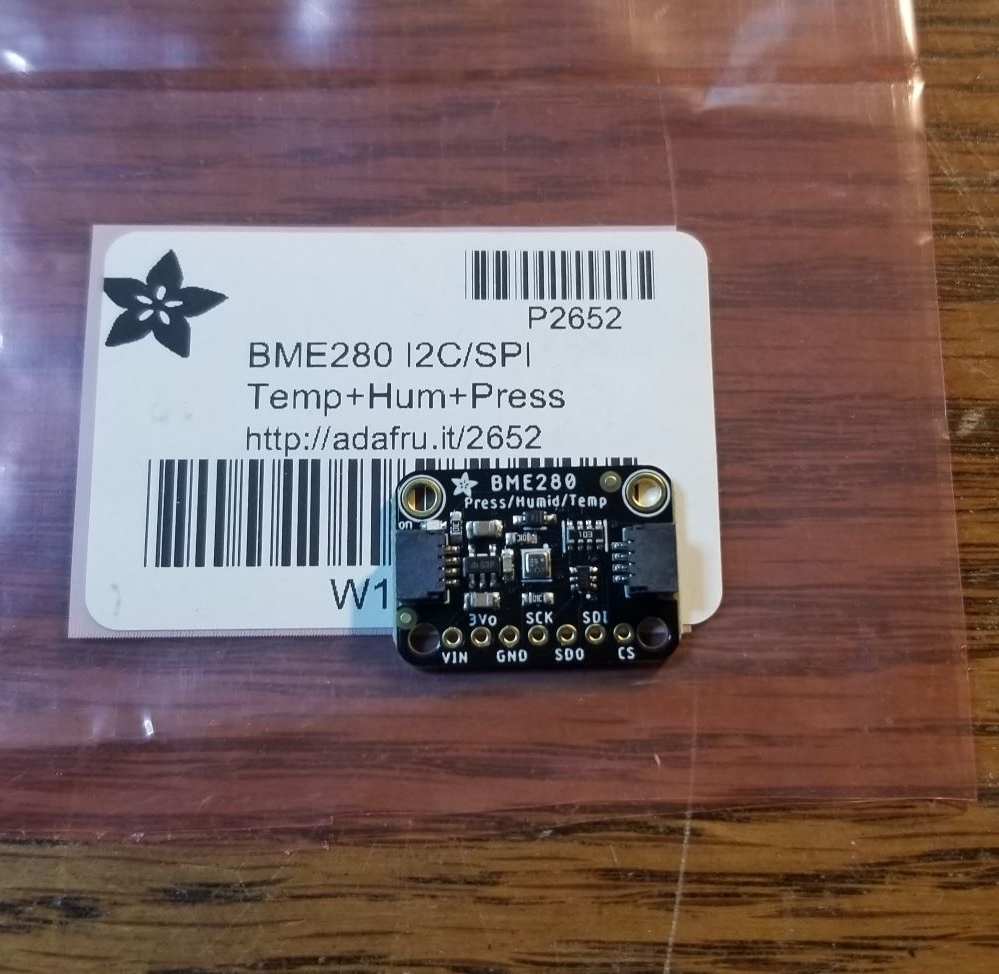 P2652
BME280 I2C/SPI
Temp+Hum+Press
http://adafru.it/2652
W1
BME280
Press/Humid/Temp
on
103
3Vo SCK SDI
VIN GND SDO CS